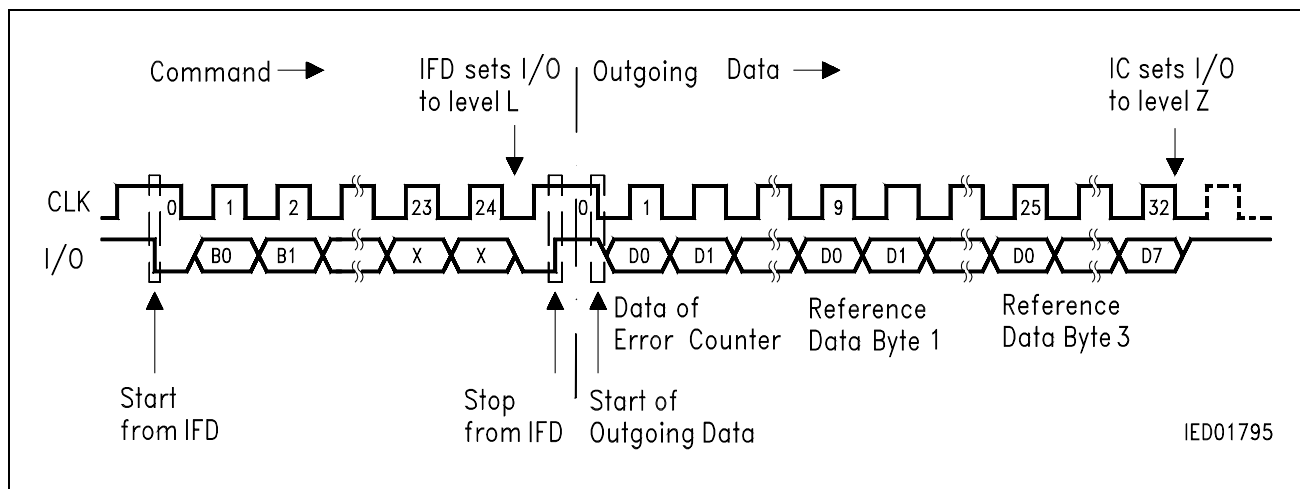 Command
IFD sets I/O
to level L
Outgoing Data
IC sets I/O
to level Z
CLK 0 1 2 23 24 0 1 9 25 32
I/O B0 B1 X X D0 D1 D0 D1 D0 D7
Data of
Error Counter
Reference
Data Byte 1
Reference
Data Byte 3
Start
from IFD
Stop
from IFD
Start of
Outgoing Data
IED01795